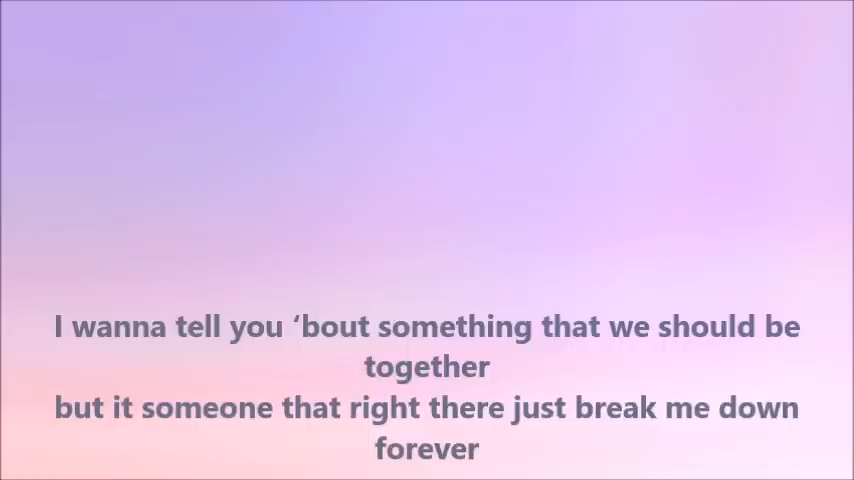 I wanna tell you ‘bout something that we should be
together
but it someone that right there just break me down
forever